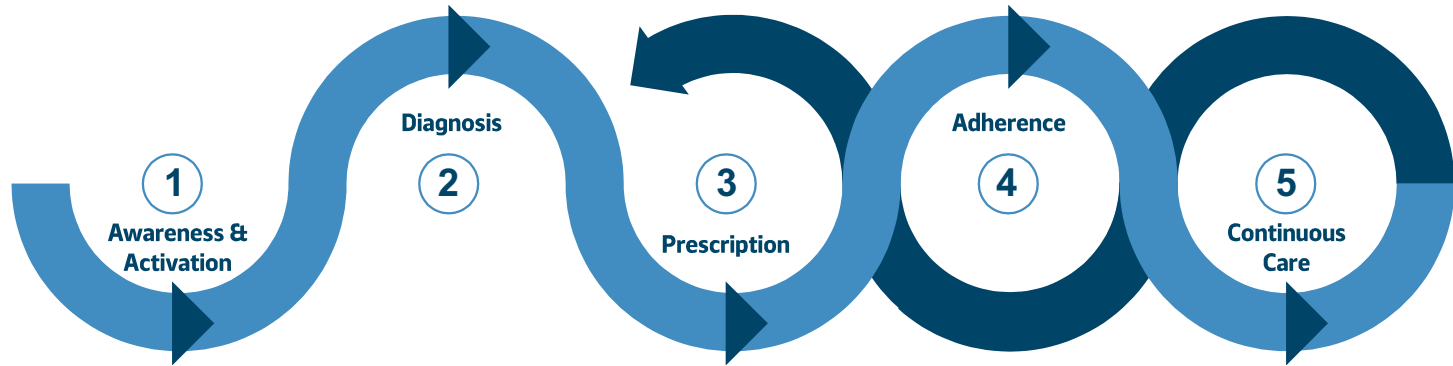 1
Awareness &
Activation
Diagnosis
2
3
Prescription
Adherence
4
5
Continuous
Care